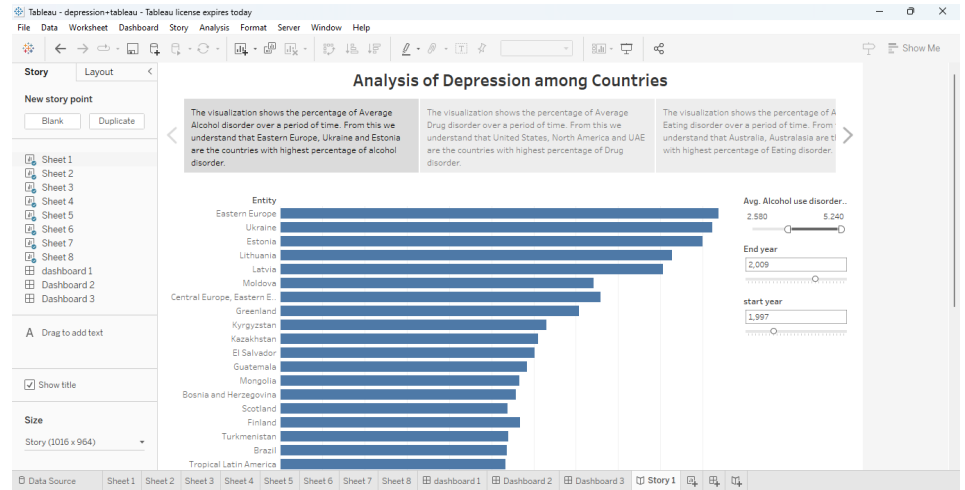 Tableau - depression+tableau - Tableau license expires today
File Data Worksheet Dashboard Story Analysis Format Server Window Help
Show Me
Story Layout
New story point
Blank Duplicate
Sheet 1
Sheet 2
Sheet 3
Sheet 4
Sheet 5
Sheet 6
Sheet 7
Sheet 8
dashboard 1
Dashboard 2
Dashboard 3
A Drag to add text
Show title
Size
Story (1016 x 964)
Analysis of Depression among Countries
The visualization shows the percentage of Average
Alcohol disorder over a period of time. From this we
understand that Eastern Europe, Ukraine and Estonia
are the countries with highest percentage of alcohol
disorder.
The visualization shows the percentage of Average
Drug disorder over a period of time. From this we
understand that United States, North America and UAE
are the countries with highest percentage of Drug
disorder.
The visualization shows the percentage of A
Eating disorder over a period of time. From
understand that Australia, Australasia are t
with highest percentage of Eating disorder.
Entity
Eastern Europe
Ukraine
Estonia
Lithuania
Latvia
Moldova
Central Europe, Eastern E..
Greenland
Kyrgyzstan
Kazakhstan
El Salvador
Guatemala
Mongolia
Bosnia and Herzegovina
Scotland
Finland
Turkmenistan
Brazil
Tropical Latin America
Avg. Alcohol use disorder..
2.580 5.240
End year
2,009
start year
1,997
Data Source Sheet 1 Sheet 2 Sheet 3 Sheet 4 Sheet 5 Sheet 6 Sheet 7 Sheet 8 dashboard 1 Dashboard 2 Dashboard 3 Story 1